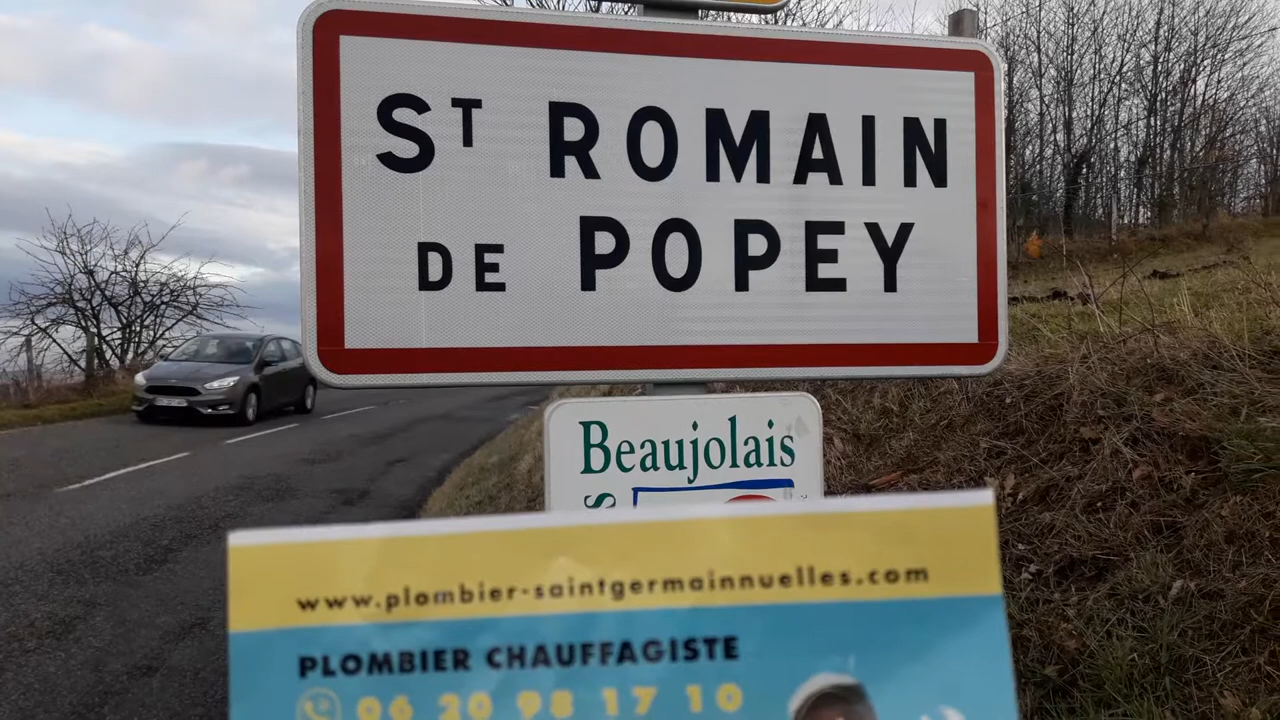 ST ROMAIN
DE POPEY
Beaujolais
www.plombier-saintgermainnuelles.com
PLOMBIER CHAUFFAGISTE
06 20 98 17 10